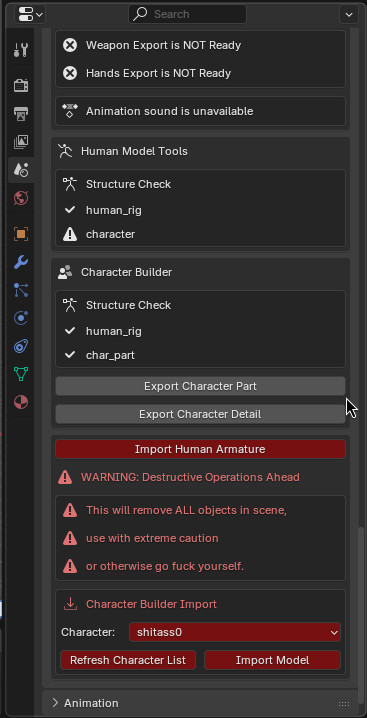 Search
Weapon Export is NOT Ready
Hands Export is NOT Ready
Animation sound is unavailable
Human Model Tools
Structure Check
human_rig
character
Character Builder
Structure Check
human_rig
char_part
Export Character Part
Export Character Detail
Import Human Armature
WARNING: Destructive Operations Ahead
This will remove ALL objects in scene,
use with extreme caution
or otherwise go fuck yourself.
Character Builder Import
Character: shitass0
Refresh Character List Import Model
Animation